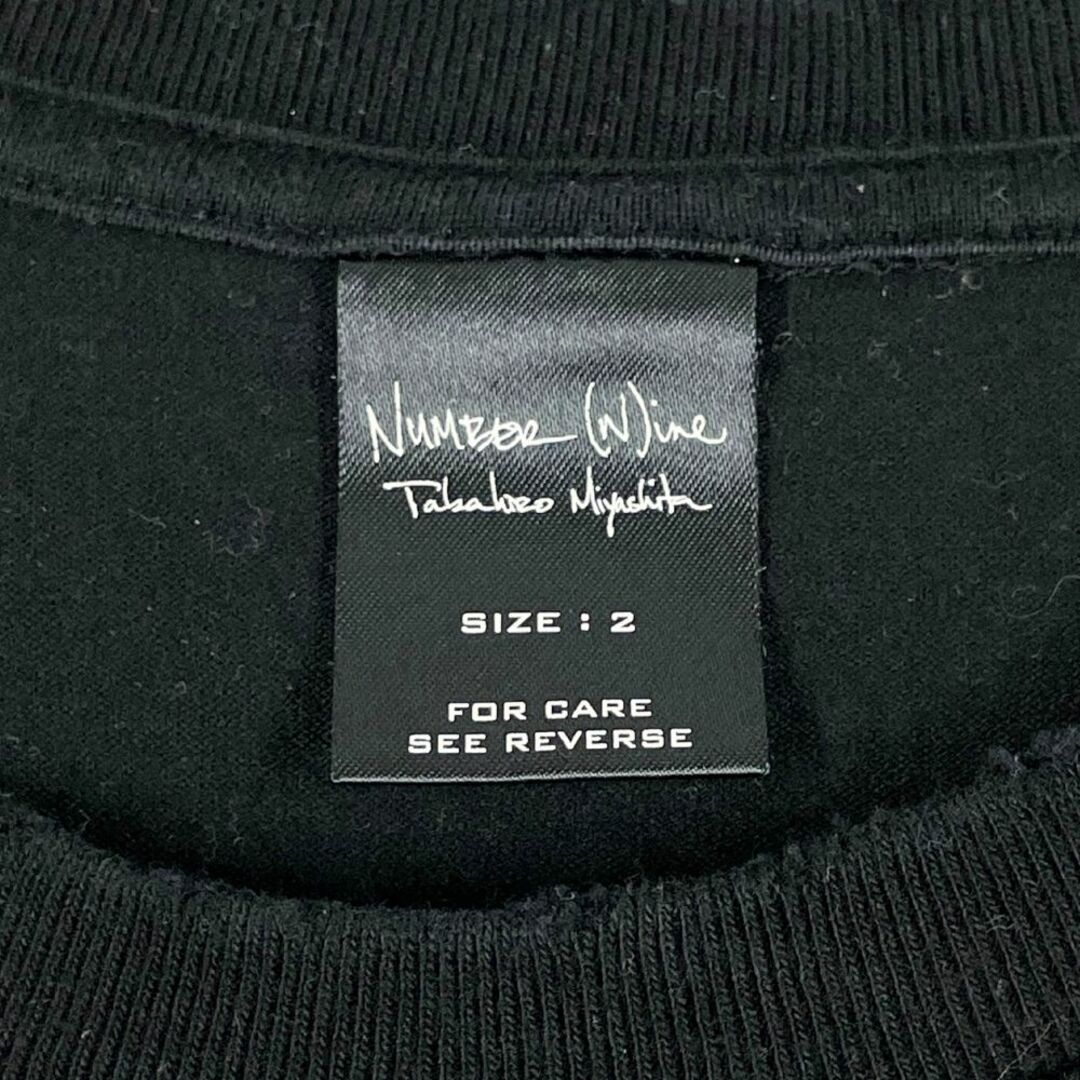 NUMBER (N)ine
Takahiro Miyashita
SIZE : 2
FOR CARE
SEE REVERSE